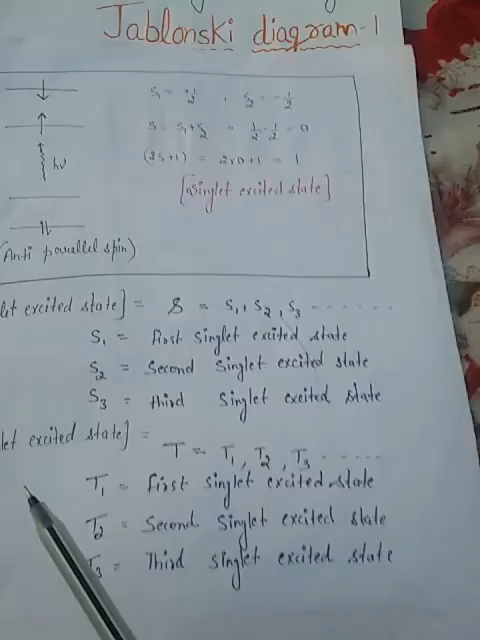 Jablonski diagram-1
S₁ = +½ , S₂ = -½
S = S₁+S₂ = ½-½ = 0
hν
(2S+1) = 2x0+1 = 1
[singlet excited state]
(Anti parallel spin)
let excited state] = S = S₁, S₂, S₃ ------
S₁ = First singlet excited state
S₂ = Second singlet excited state
S₃ = third singlet excited state
let excited state] =
T = T₁, T₂, T₃ -----
T₁ = First singlet excited state
T₂ = Second singlet excited state
T₃ = Third singlet excited state